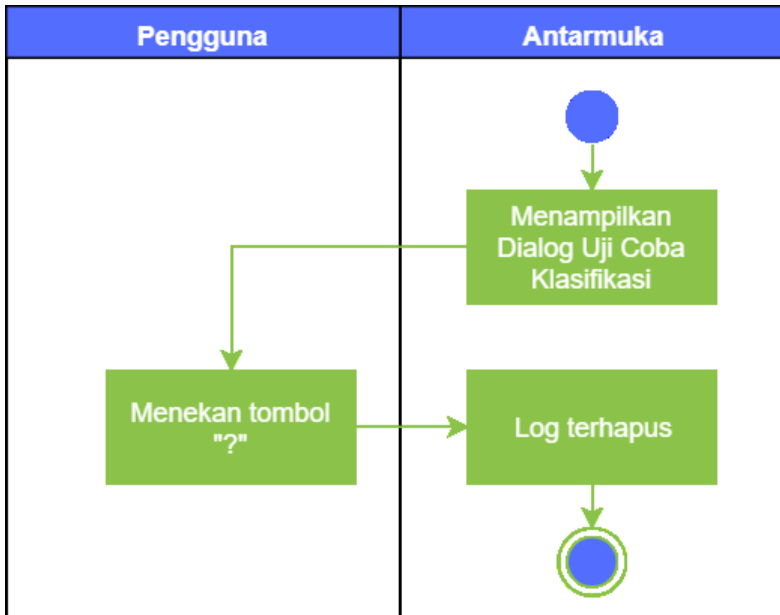 Pengguna
Antarmuka
Menampilkan
Dialog Uji Coba
Klasifikasi
Menekan tombol
"?"
Log terhapus